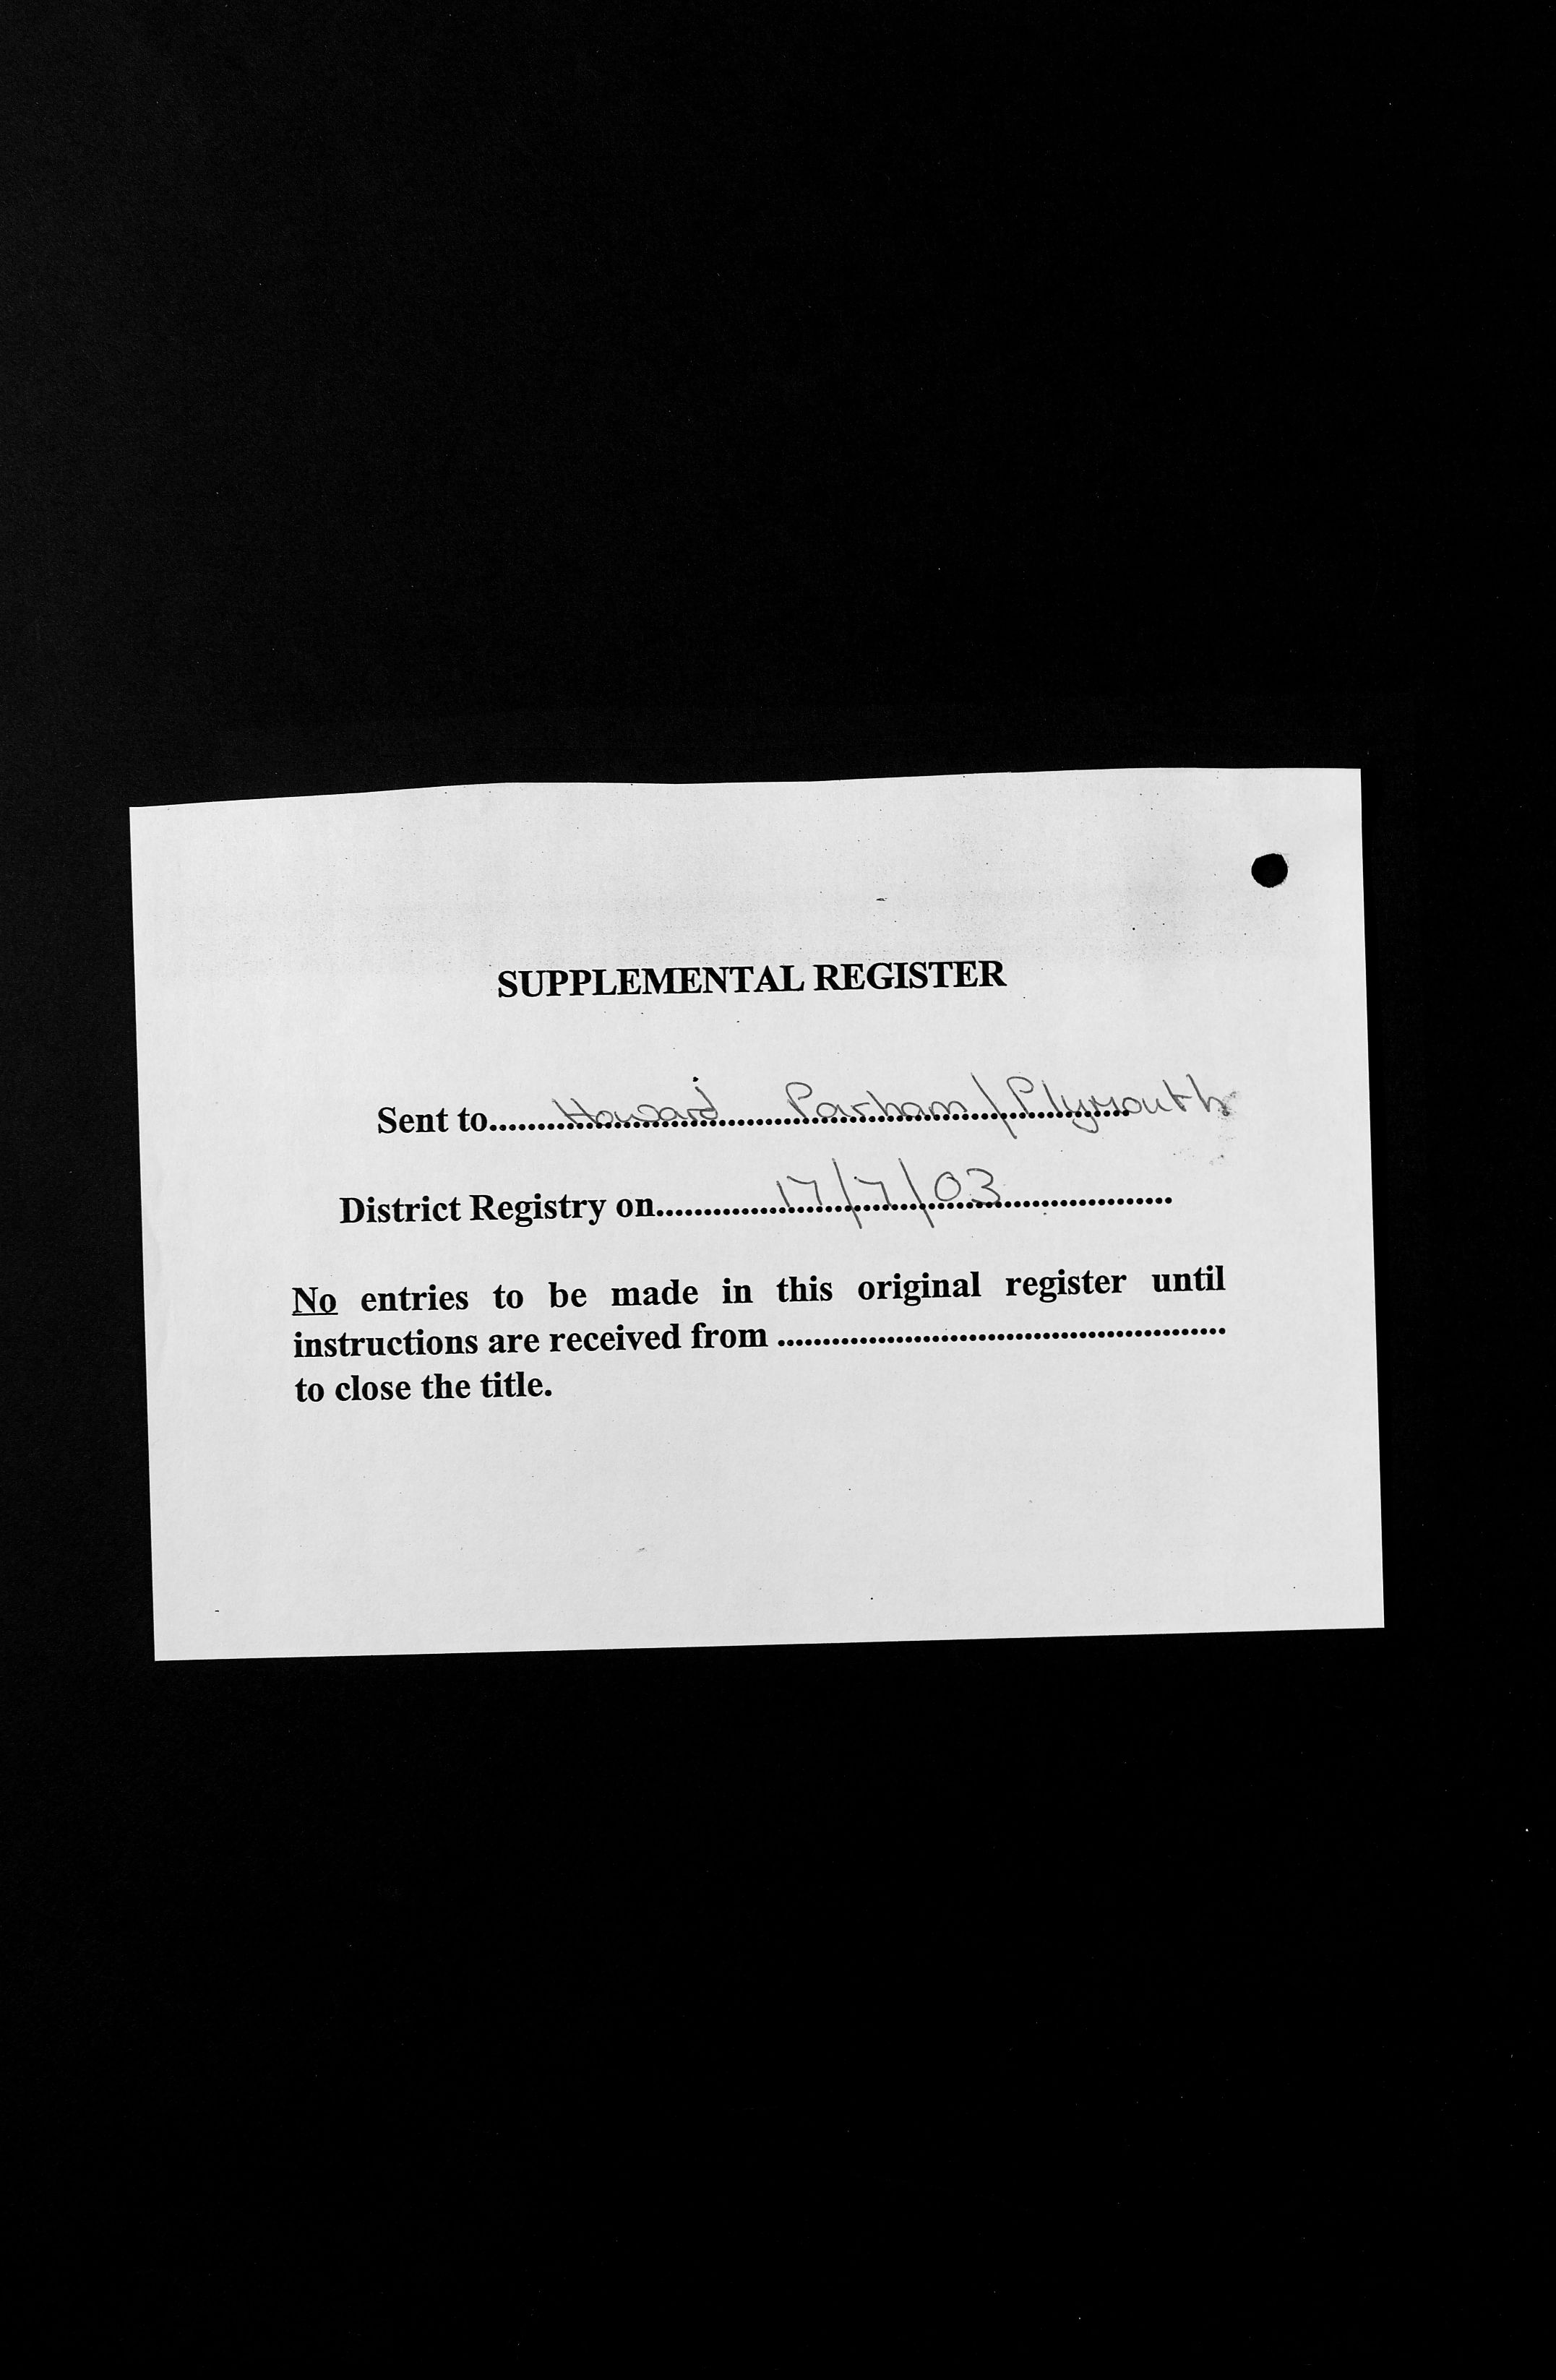 SUPPLEMENTAL REGISTER
Sent to..........Howard.......Parham / Plymouth
District Registry on..............17/7/03......................
No entries to be made in this original register until
instructions are received from ..................................................
to close the title.